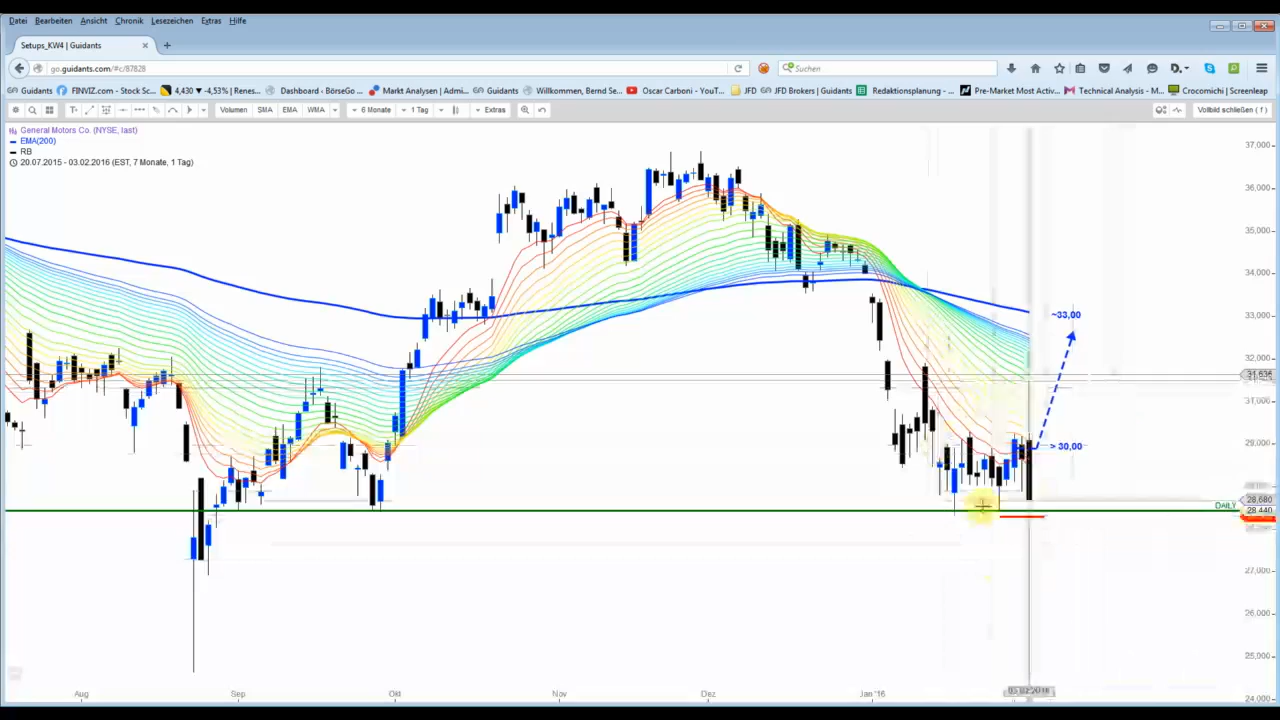 Datei Bearbeiten Ansicht Chronik Lesezeichen Extras Hilfe
Setups_KW4 | Guidants
go.guidants.com/#c/87828
Suchen
Guidants FINVIZ.com - Stock Sc... 4,430 ▼ -4,53% | Renes... Dashboard - BörseGo ... Markt Analysen | Admi... Guidants Willkommen, Bernd Se... Oscar Carboni - YouT... JFD JFD Brokers | Guidants Redaktionsplanung - ... Pre-Market Most Activ... Technical Analysis - M... Crocomichi | Screenleap
Volumen SMA EMA WMA 6 Monate 1 Tag Extras Vollbild schließen ( f )
General Motors Co. (NYSE, last)
EMA(200)
RB
20.07.2015 - 03.02.2016 (EST, 7 Monate, 1 Tag)
37,000
36,000
35,000
34,000
~33,00
33,000
32,000
31,636
31,000
> 30,00
29,000
28,680
DAILY
28,440
27,000
26,000
25,000
24,000
Aug Sep Okt Nov Dez Jan '16 03.02.2016